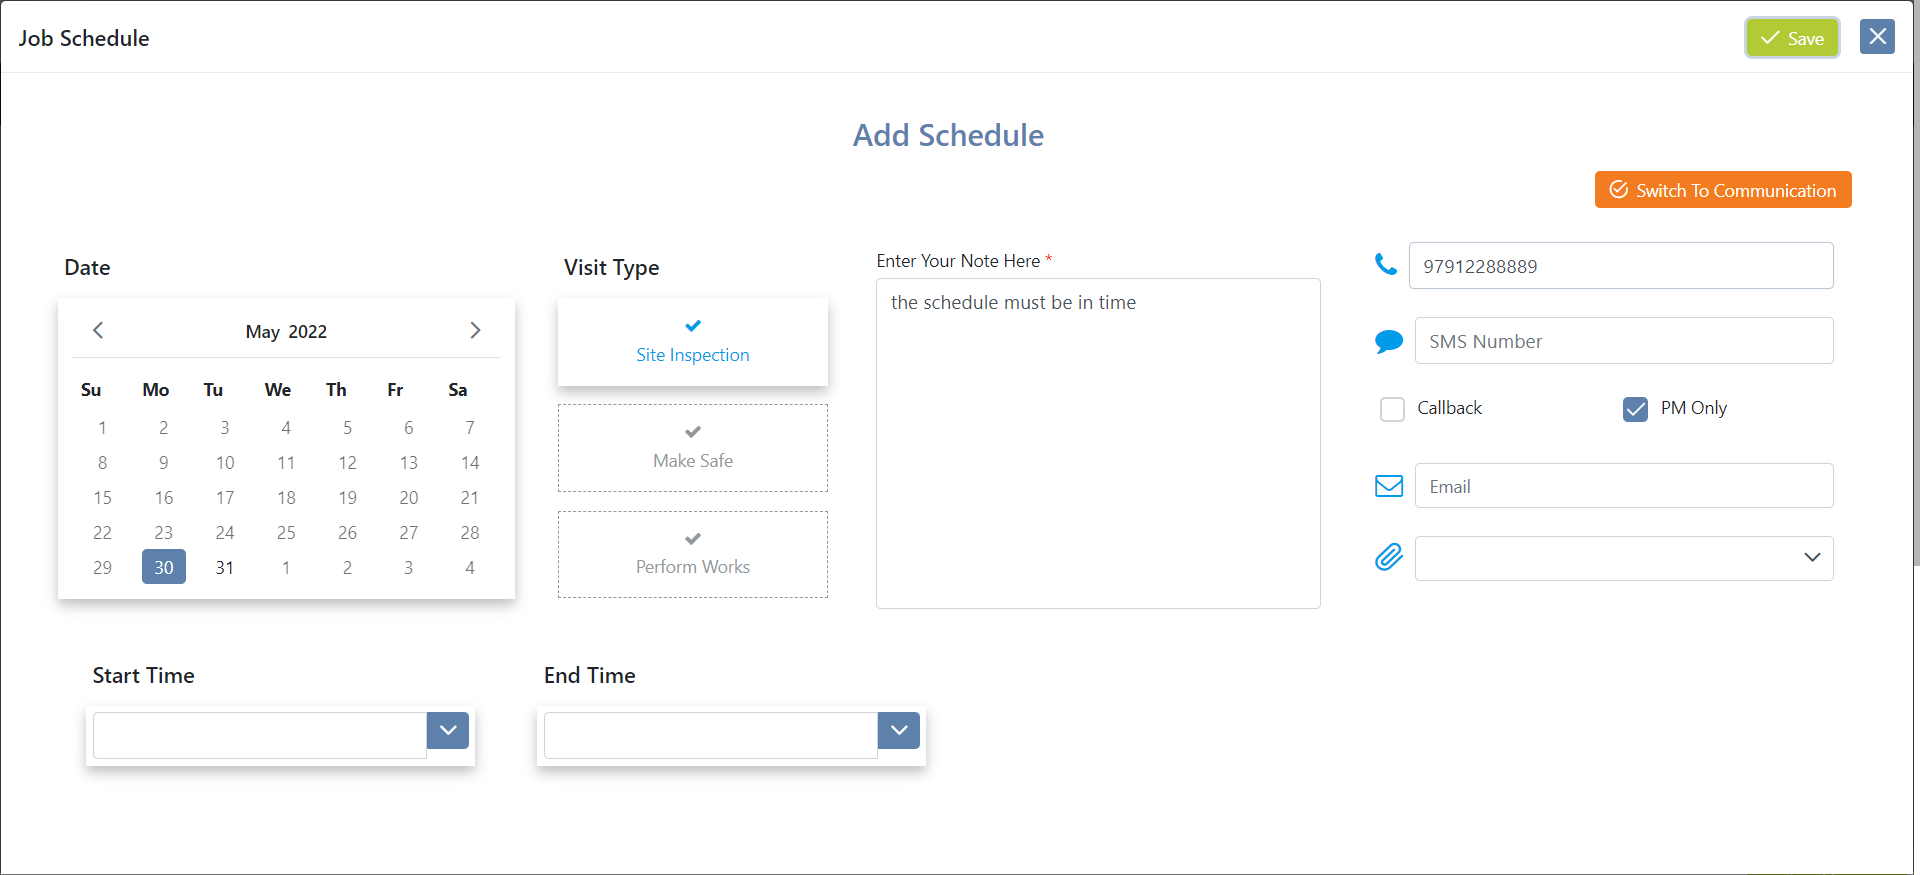 Job Schedule
Save
Add Schedule
Switch To Communication
Date
May 2022
Su Mo Tu We Th Fr Sa
1 2 3 4 5 6 7
8 9 10 11 12 13 14
15 16 17 18 19 20 21
22 23 24 25 26 27 28
29 30 31 1 2 3 4
Visit Type
Site Inspection
Make Safe
Perform Works
Enter Your Note Here *
the schedule must be in time
97912288889
SMS Number
Callback
PM Only
Email
Start Time
End Time